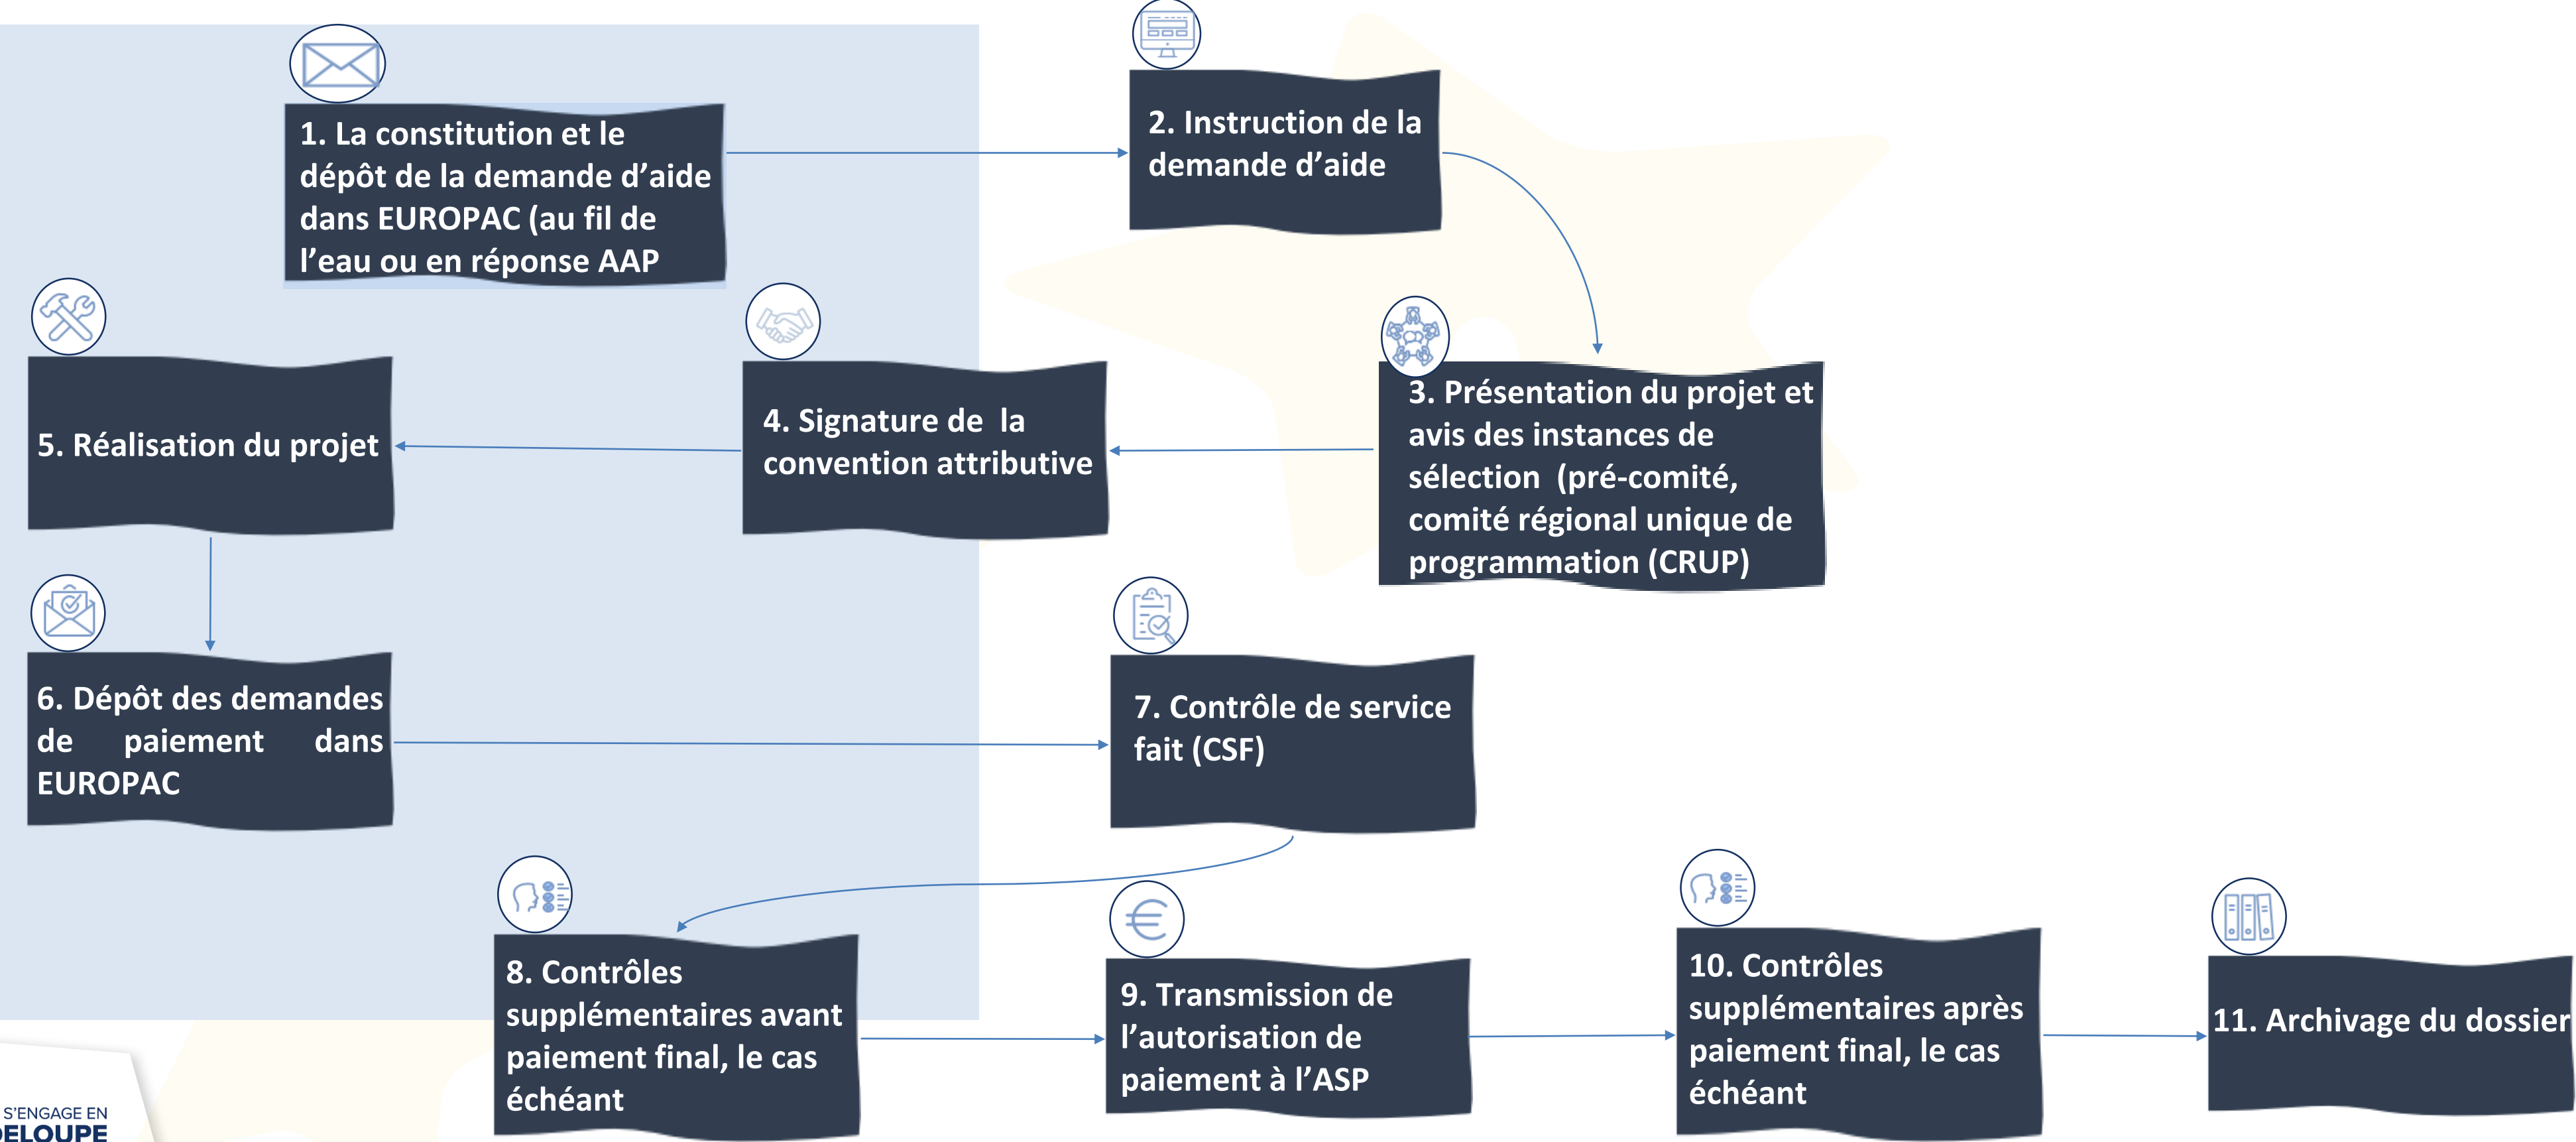 1. La constitution et le
dépôt de la demande d'aide
dans EUROPAC (au fil de
l'eau ou en réponse AAP
2. Instruction de la
demande d'aide
3. Présentation du projet et
avis des instances de
sélection (pré-comité,
comité régional unique de
programmation (CRUP)
4. Signature de la
convention attributive
5. Réalisation du projet
6. Dépôt des demandes
de paiement dans
EUROPAC
7. Contrôle de service
fait (CSF)
8. Contrôles
supplémentaires avant
paiement final, le cas
échéant
9. Transmission de
l'autorisation de
paiement à l'ASP
10. Contrôles
supplémentaires après
paiement final, le cas
échéant
11. Archivage du dossier
S'ENGAGE EN
DELOUPE